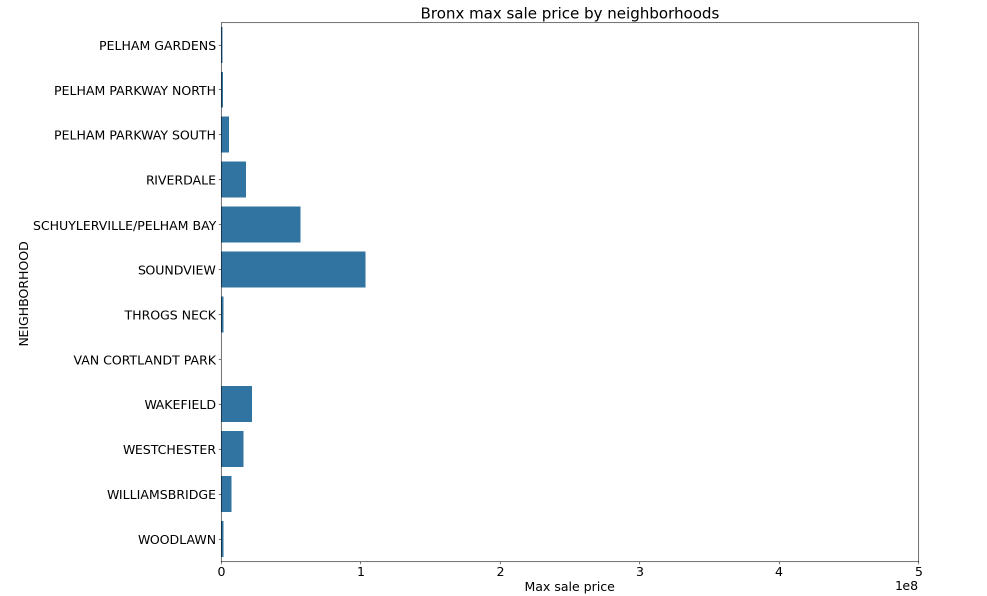 Bronx max sale price by neighborhoods
NEIGHBORHOOD
PELHAM GARDENS
PELHAM PARKWAY NORTH
PELHAM PARKWAY SOUTH
RIVERDALE
SCHUYLERVILLE/PELHAM BAY
SOUNDVIEW
THROGS NECK
VAN CORTLANDT PARK
WAKEFIELD
WESTCHESTER
WILLIAMSBRIDGE
WOODLAWN
0 1 2 3 4 5
1e8
Max sale price